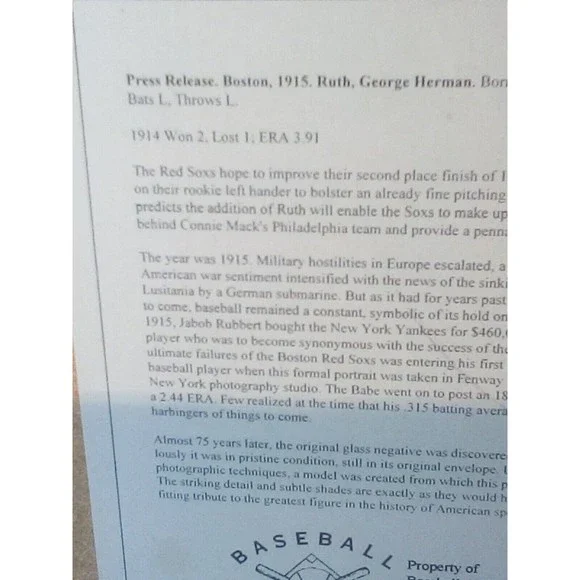 Press Release. Boston, 1915. Ruth, George Herman. Bor
Bats L, Throws L.
1914 Won 2, Lost 1, ERA 3.91
The Red Soxs hope to improve their second place finish of 1
on their rookie left hander to bolster an already fine pitching
predicts the addition of Ruth will enable the Soxs to make up
behind Connie Mack's Philadelphia team and provide a penn
The year was 1915. Military hostilities in Europe escalated, a
American war sentiment intensified with the news of the sinki
Lusitania by a German submarine. But as it had for years past
to come, baseball remained a constant, symbolic of its hold on
1915, Jabob Rubbert bought the New York Yankees for $460,
player who was to become synonymous with the success of the
ultimate failures of the Boston Red Soxs was entering his first
baseball player when this formal portrait was taken in Fenway
New York photography studio. The Babe went on to post an 18
a 2.44 ERA. Few realized at the time that his .315 batting avera
harbingers of things to come.
Almost 75 years later, the original glass negative was discovere
lously it was in pristine condition, still in its original envelope.
photographic techniques, a model was created from which this p
The striking detail and subtle shades are exactly as they would h
fitting tribute to the greatest figure in the history of American sp
BASEBALL
Property of